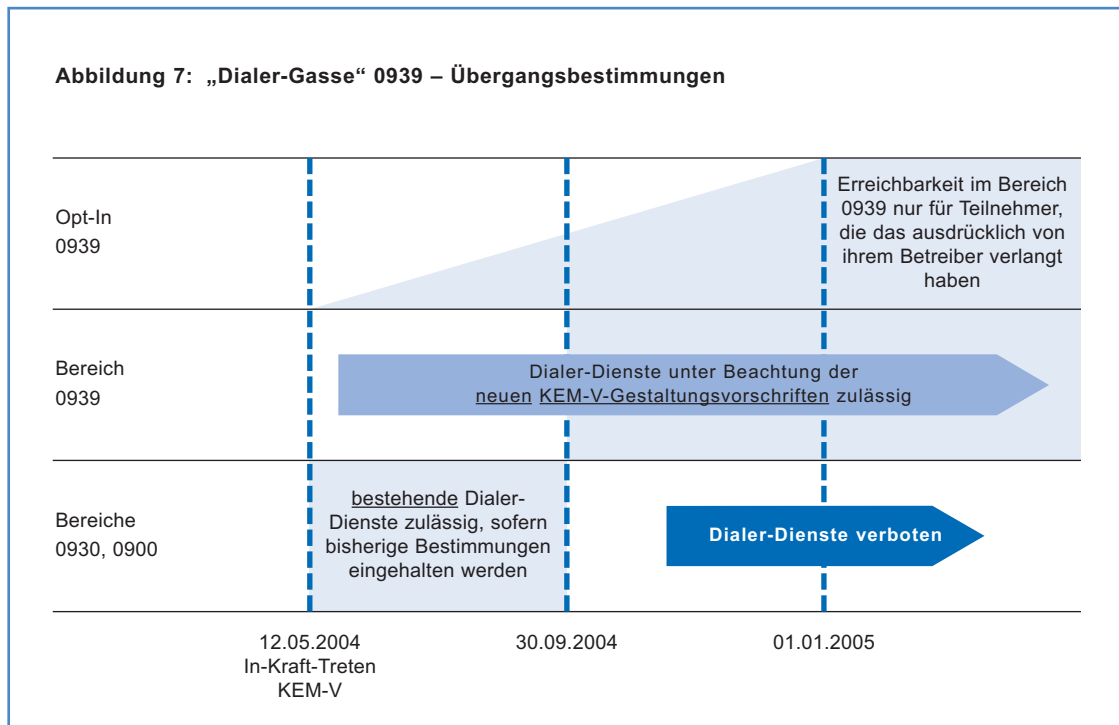 Abbildung 7: „Dialer-Gasse“ 0939 – Übergangsbestimmungen
Opt-In
0939
Erreichbarkeit im Bereich
0939 nur für Teilnehmer,
die das ausdrücklich von
ihrem Betreiber verlangt
haben
Bereich
0939
Dialer-Dienste unter Beachtung der
neuen KEM-V-Gestaltungsvorschriften zulässig
Bereiche
0930, 0900
bestehende Dialer-
Dienste zulässig, sofern
bisherige Bestimmungen
eingehalten werden
Dialer-Dienste verboten
12.05.2004
In-Kraft-Treten
KEM-V
30.09.2004
01.01.2005